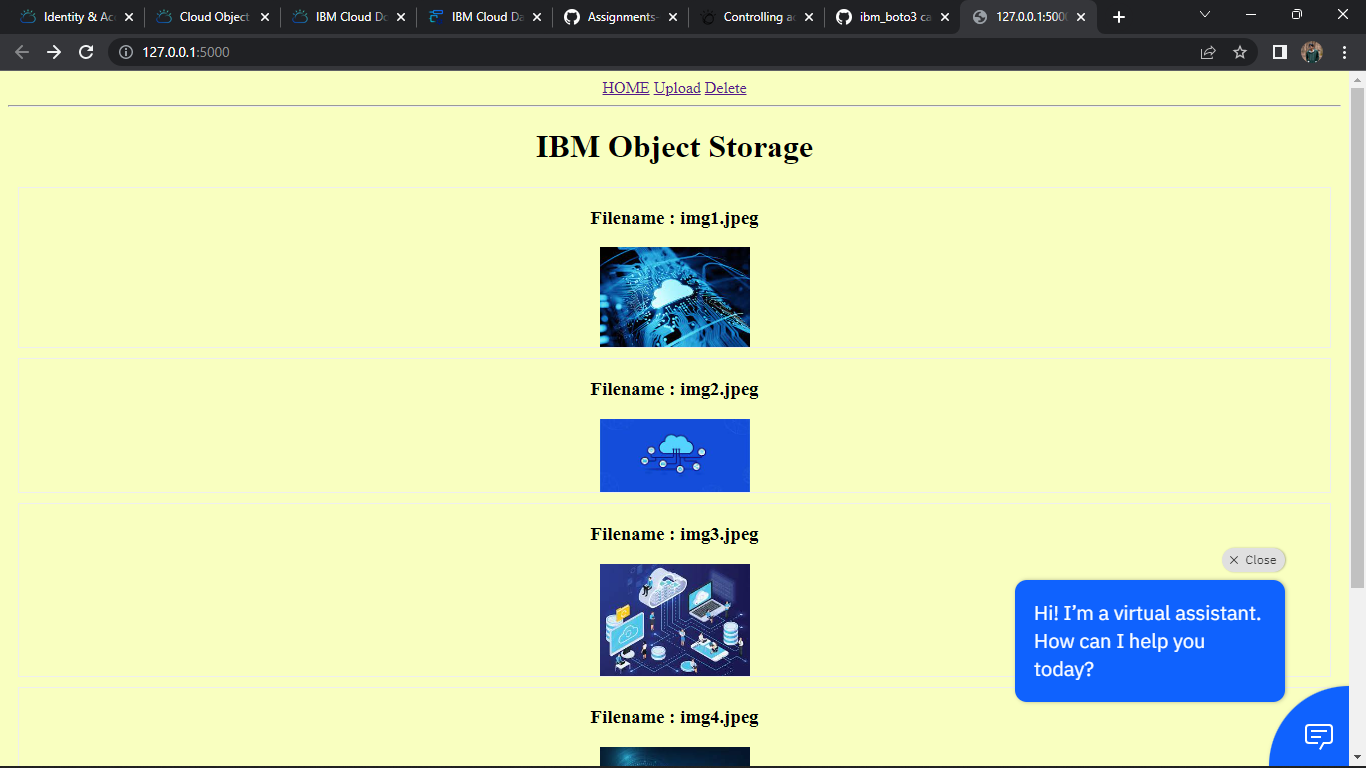 Identity & Ac
Cloud Object
IBM Cloud Do
IBM Cloud Da
Assignments-
Controlling ac
ibm_boto3 ca
127.0.0.1:5000
127.0.0.1:5000
HOME Upload Delete
IBM Object Storage
Filename : img1.jpeg
Filename : img2.jpeg
Filename : img3.jpeg
Close
Hi! I’m a virtual assistant.
How can I help you
today?
Filename : img4.jpeg